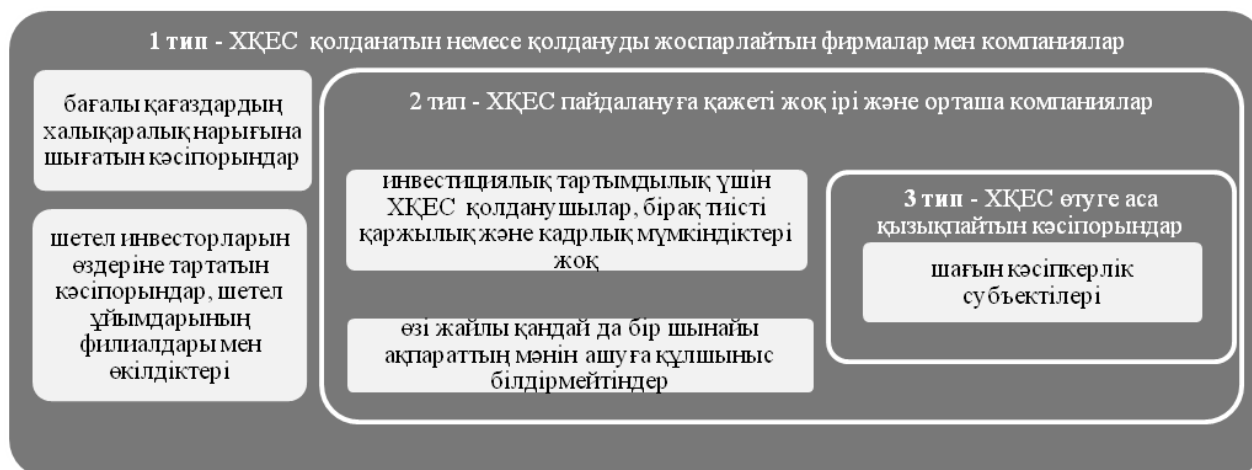 1 тип - ХҚЕС қолданатын немесе қолдануды жоспарлайтын фирмалар мен компаниялар
бағалы қағаздардың
халықаралық нарығына
шығатын кәсіпорындар
шетел инвесторларын
өздеріне тартатын
кәсіпорындар, шетел
ұйымдарының
филиалдары мен
өкілдіктері
2 тип - ХҚЕС пайдалануға қажеті жоқ ірі және орташа компаниялар
инвестициялық тартымдылық үшін
ХҚЕС қолданушылар, бірақ тиісті
қаржылық және кадрлық мүмкіндіктері
жоқ
өзі жайлы қандай да бір шынайы
ақпараттың мәнін ашуға құлшыныс
білдірмейтіндер
3 тип - ХҚЕС өтуге аса
қызықпайтын кәсіпорындар
шағын кәсіпкерлік
субъектілері